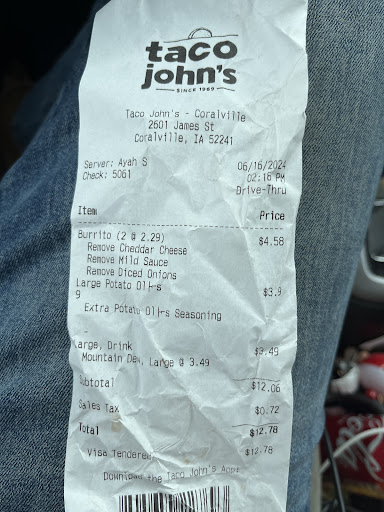 taco
john's
SINCE 1969
Taco John's - Coralville
2601 James St
Coralville, IA 52241
Server: Ayah S 06/16/2024
Check: 5061 02:16 PM
Drive-Thru
Item Price
Burrito (2 @ 2.29) $4.58
Remove Cheddar Cheese
Remove Mild Sauce
Remove Diced Onions
Large Potato Ol⊦s $3.9
9
Extra Potato Ol⊦s Seasoning
-
arge, Drink $3.49
Mountain Dew, Large @ 3.49
Subtotal $12.06
Sales Tax $0.72
Total $12.78
Visa Tendered $12.78
Download the Taco John's App!